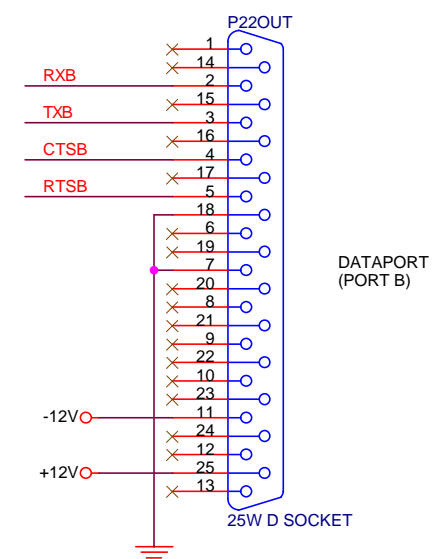 P22OUT
1
14
RXB
2
15
TXB
3
16
CTSB
4
17
RTSB
5
18
6
19
7
DATAPORT
(PORT B)
20
8
21
9
22
10
23
-12V
11
24
12
+12V
25
13
25W D SOCKET